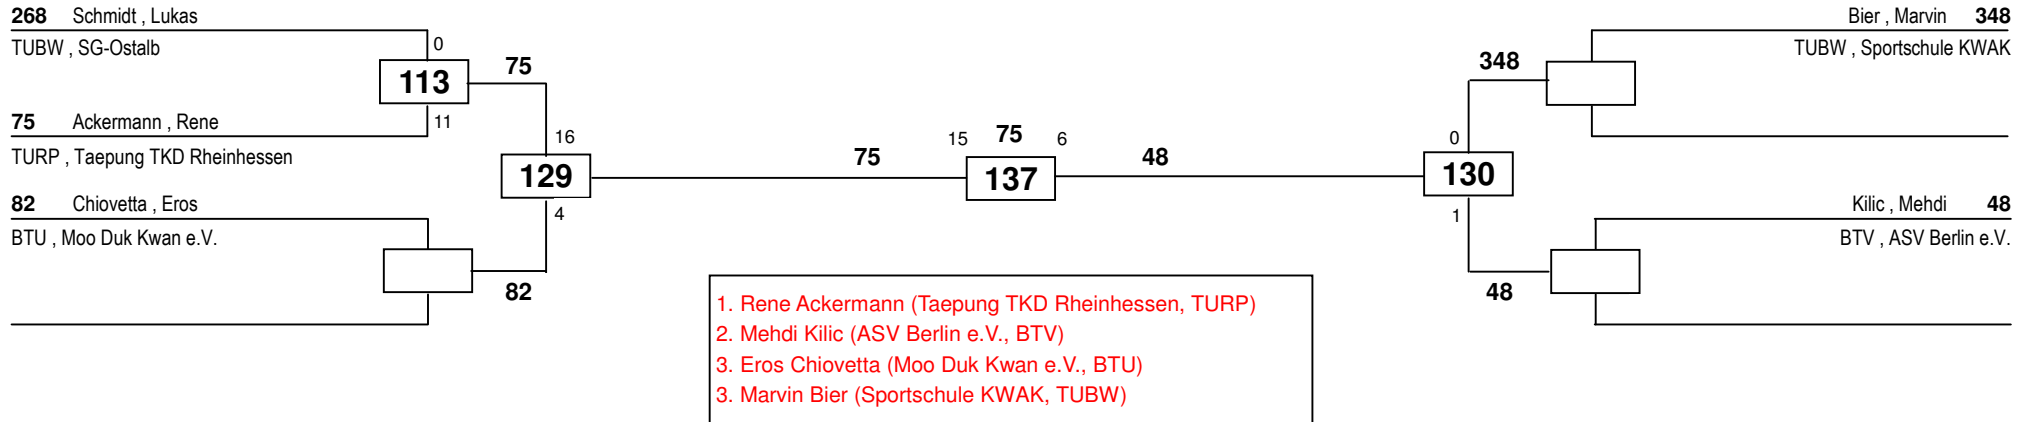 268 Schmidt , Lukas
TUBW , SG-Ostalb
0
113
75
75 Ackermann , Rene
11
TURP , Taepung TKD Rheinhessen
16
129
4
82 Chiovetta , Eros
BTU , Moo Duk Kwan e.V.
82
75
15 75 6
137
48
Bier , Marvin 348
TUBW , Sportschule KWAK
348
0
130
1
Kilic , Mehdi 48
BTV , ASV Berlin e.V.
48
1. Rene Ackermann (Taepung TKD Rheinhessen, TURP)
2. Mehdi Kilic (ASV Berlin e.V., BTV)
3. Eros Chiovetta (Moo Duk Kwan e.V., BTU)
3. Marvin Bier (Sportschule KWAK, TUBW)